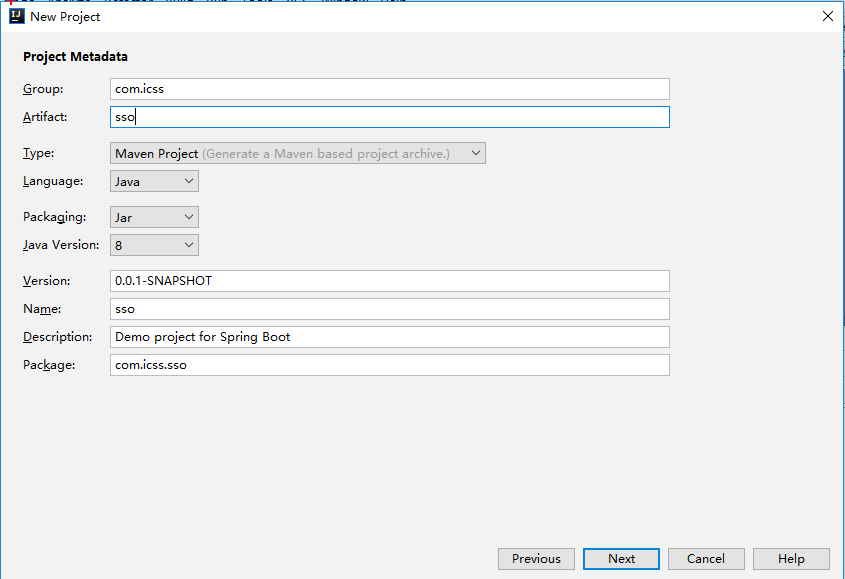 New Project
Project Metadata
Group: com.icss
Artifact: sso
Type: Maven Project (Generate a Maven based project archive.)
Language: Java
Packaging: Jar
Java Version: 8
Version: 0.0.1-SNAPSHOT
Name: sso
Description: Demo project for Spring Boot
Package: com.icss.sso
Previous Next Cancel Help